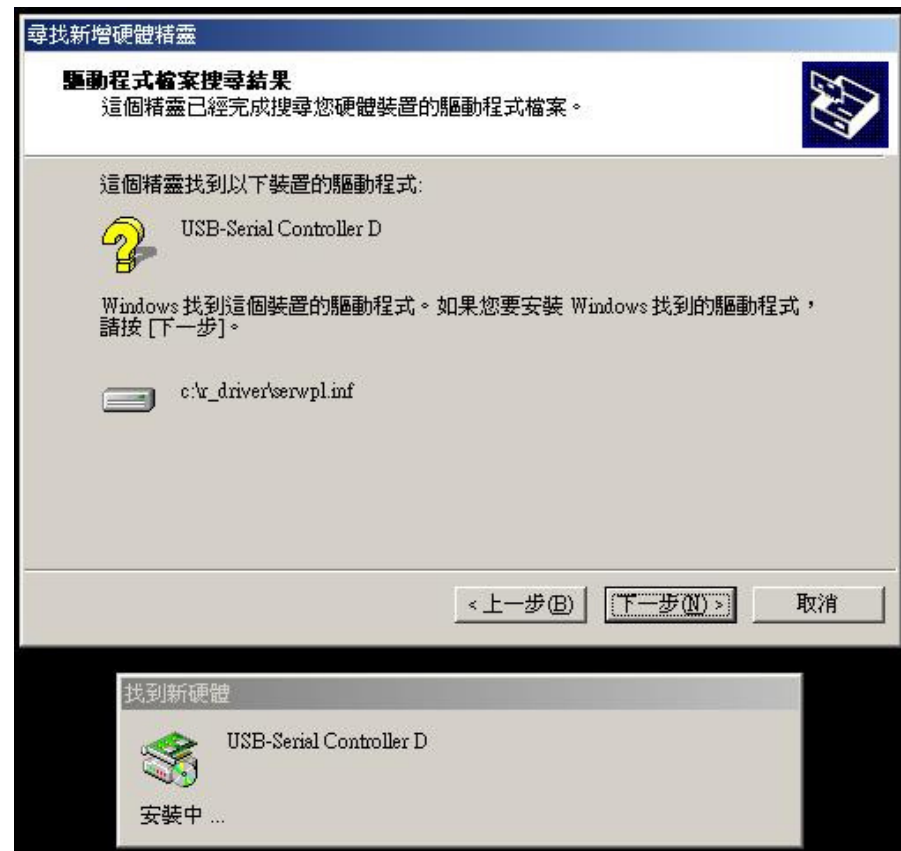 尋找新增硬體精靈
驅動程式檔案搜尋結果
這個精靈已經完成搜尋您硬體裝置的驅動程式檔案。
這個精靈找到以下裝置的驅動程式:
USB-Serial Controller D
Windows 找到這個裝置的驅動程式。如果您要安裝 Windows 找到的驅動程式，
請按 [下一步]。
c:\r_driver\serwpl.inf
< 上一步(B)
下一步(N) >
取消
找到新硬體
USB-Serial Controller D
安裝中 ...